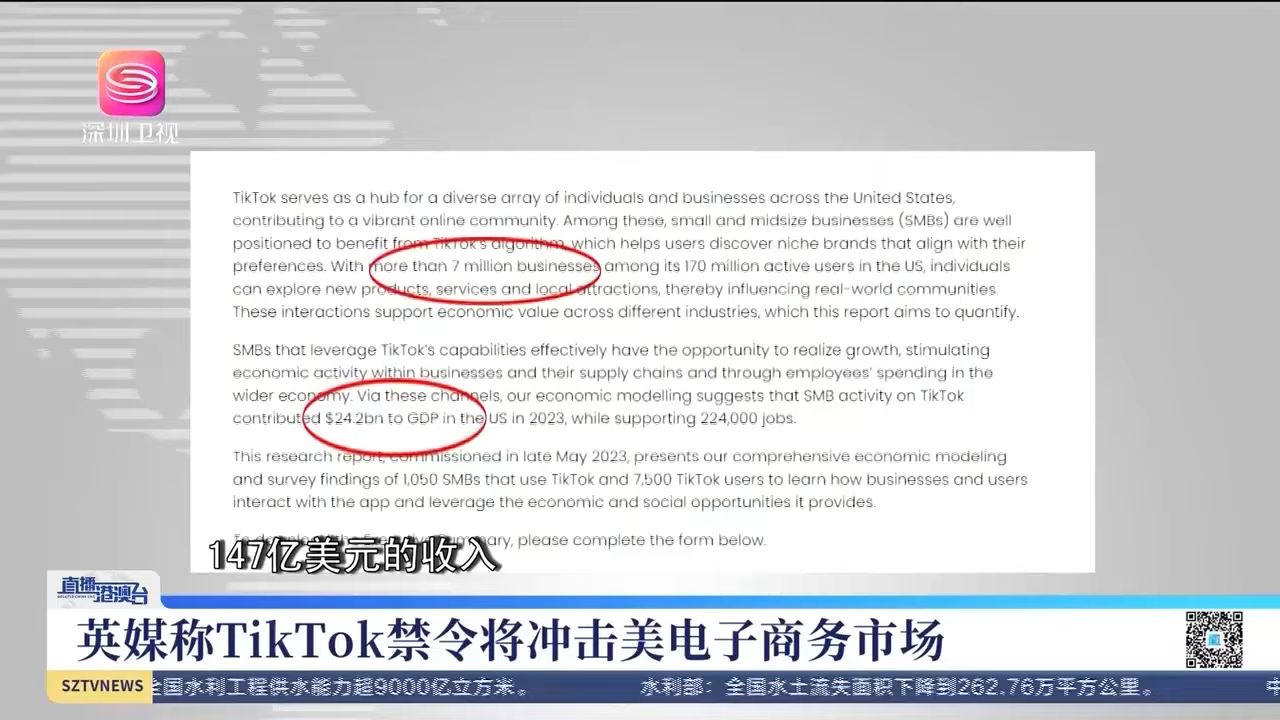 深圳卫视
TikTok serves as a hub for a diverse array of individuals and businesses across the United States,
contributing to a vibrant online community. Among these, small and midsize businesses (SMBs) are well
positioned to benefit from TikTok's algorithm, which helps users discover niche brands that align with their
preferences. With more than 7 million businesses among its 170 million active users in the US, individuals
can explore new products, services and local attractions, thereby influencing real-world communities.
These interactions support economic value across different industries, which this report aims to quantify.
SMBs that leverage TikTok's capabilities effectively have the opportunity to realize growth, stimulating
economic activity within businesses and their supply chains and through employees' spending in the
wider economy. Via these channels, our economic modelling suggests that SMB activity on TikTok
contributed $24.2bn to GDP in the US in 2023, while supporting 224,000 jobs.
This research report, commissioned in late May 2023, presents our comprehensive economic modeling
and survey findings of 1,050 SMBs that use TikTok and 7,500 TikTok users to learn how businesses and users
interact with the app and leverage the economic and social opportunities it provides.
please complete the form below.
147亿美元的收入
直播港澳台
英媒称TikTok禁令将冲击美电子商务市场
SZTVNEWS
全国水利工程供水能力超9000亿立方米。 水利部：全国水土流失面积下降到262.76万平方公里。